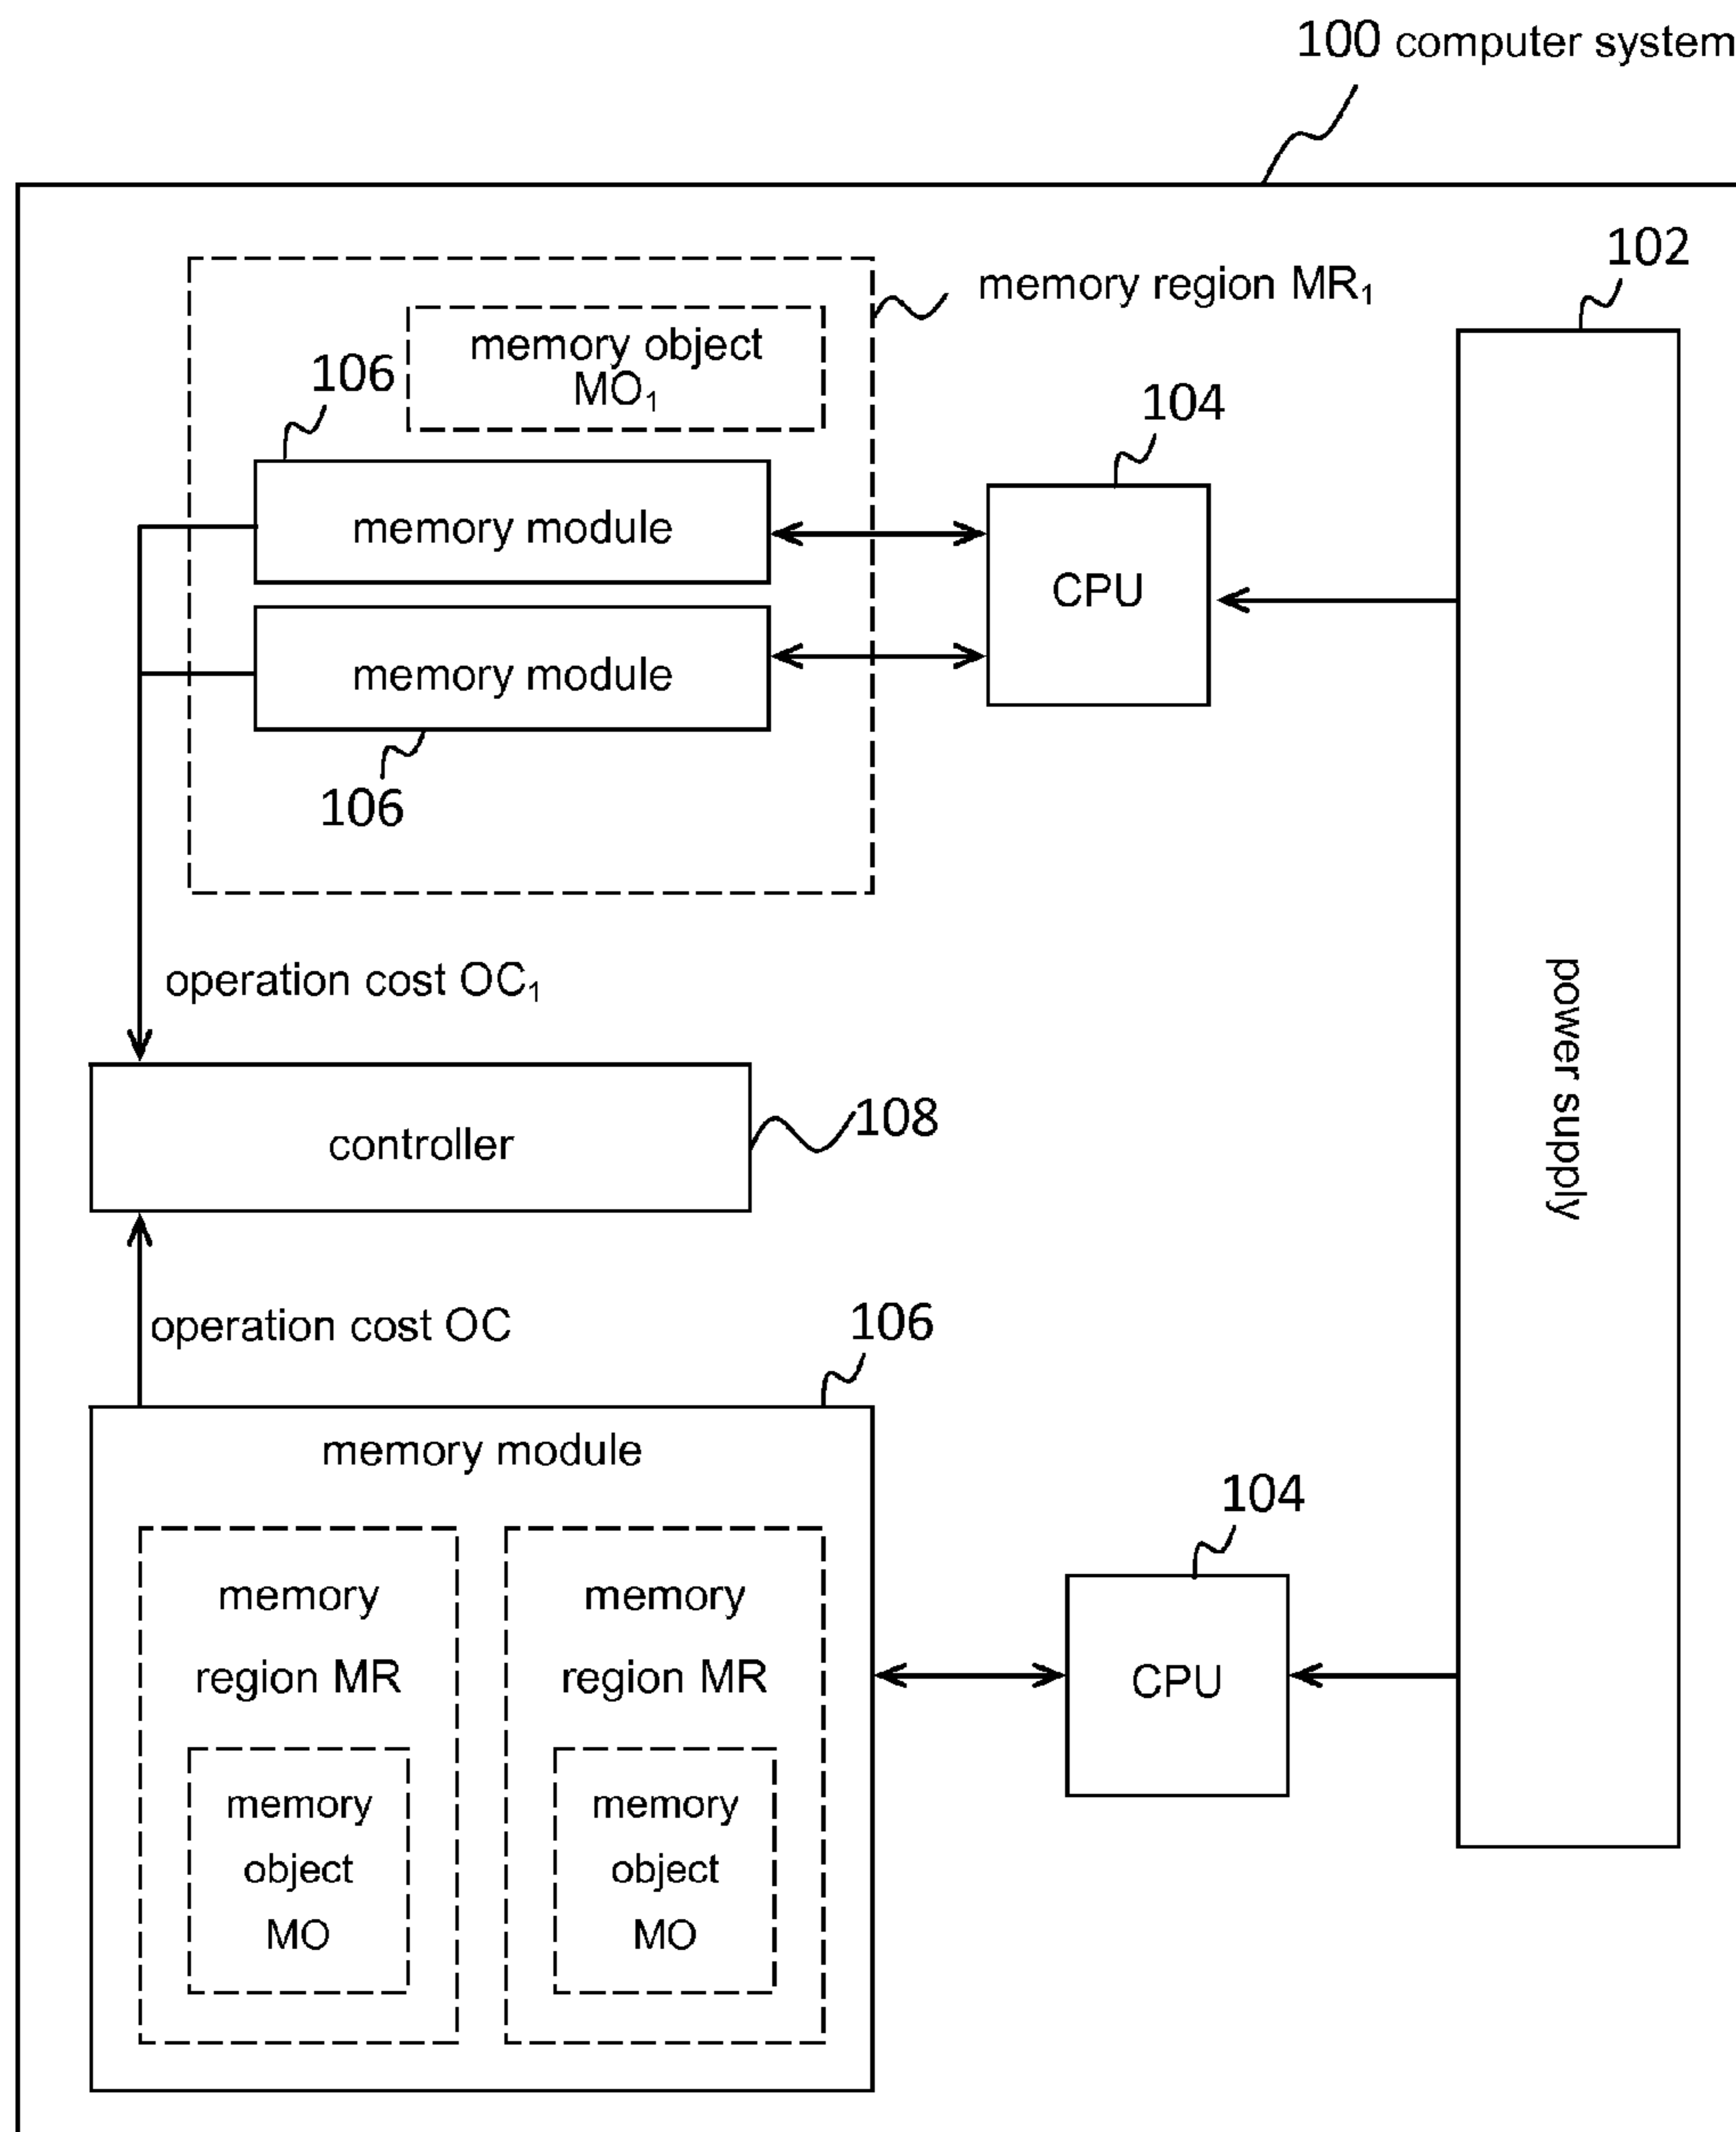 100 computer system
102
memory region MR₁
memory object
MO₁
106
104
memory module
CPU
memory module
106
operation cost OC₁
power supply
controller
108
operation cost OC
106
memory module
104
memory
region MR
memory
region MR
CPU
memory
object
MO
memory
object
MO